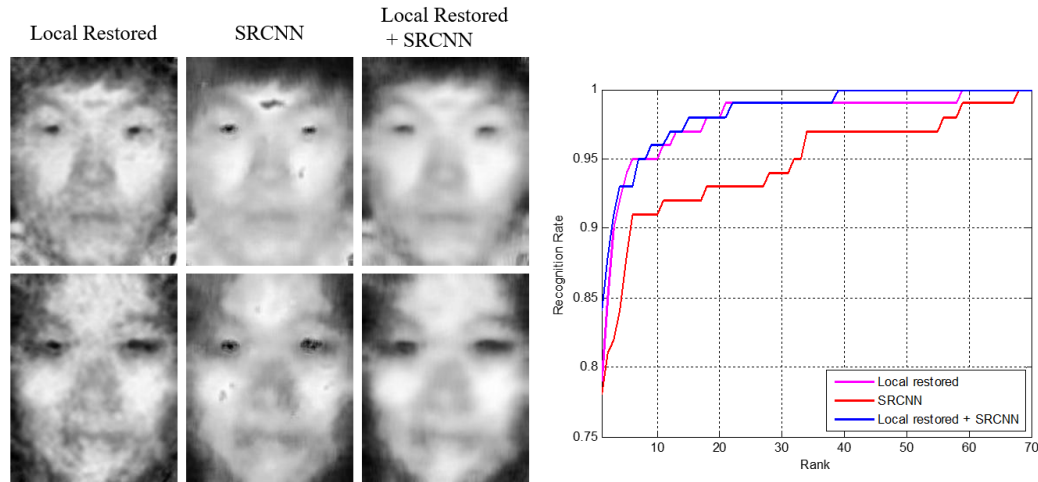 Local Restored
SRCNN
Local Restored
+ SRCNN
1
0.95
0.9
0.85
0.8
0.75
Recognition Rate
10
20
30
40
50
60
70
Rank
Local restored
SRCNN
Local restored + SRCNN